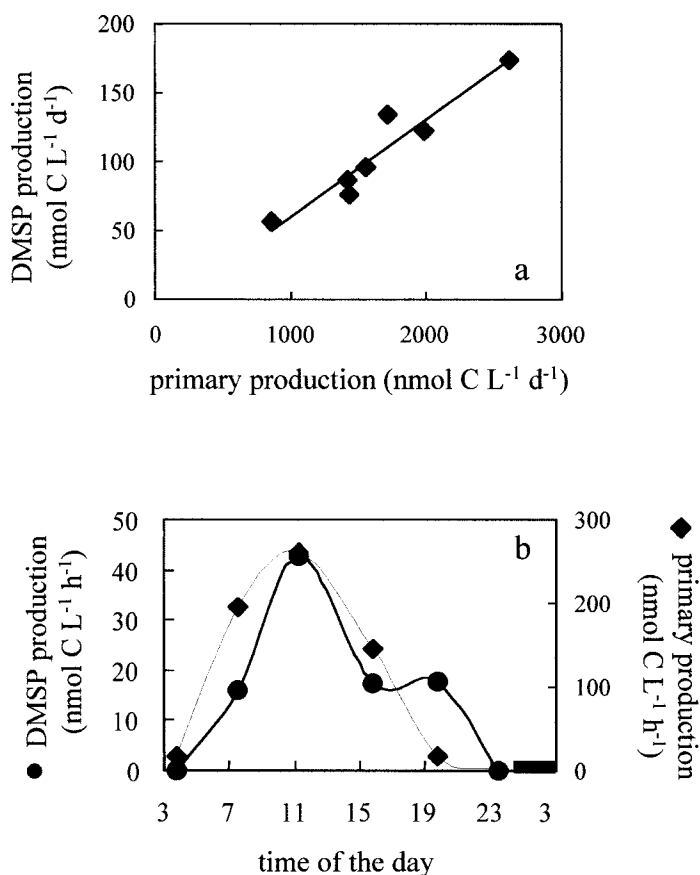 200
150
100
50
0
DMSP production
(nmol C L⁻¹ d⁻¹)
a
0 1000 2000 3000
primary production (nmol C L⁻¹ d⁻¹)
50
40
30
20
10
0
DMSP production
(nmol C L⁻¹ h⁻¹)
b
300
200
100
0
primary production
(nmol C L⁻¹ h⁻¹)
3 7 11 15 19 23 3
time of the day